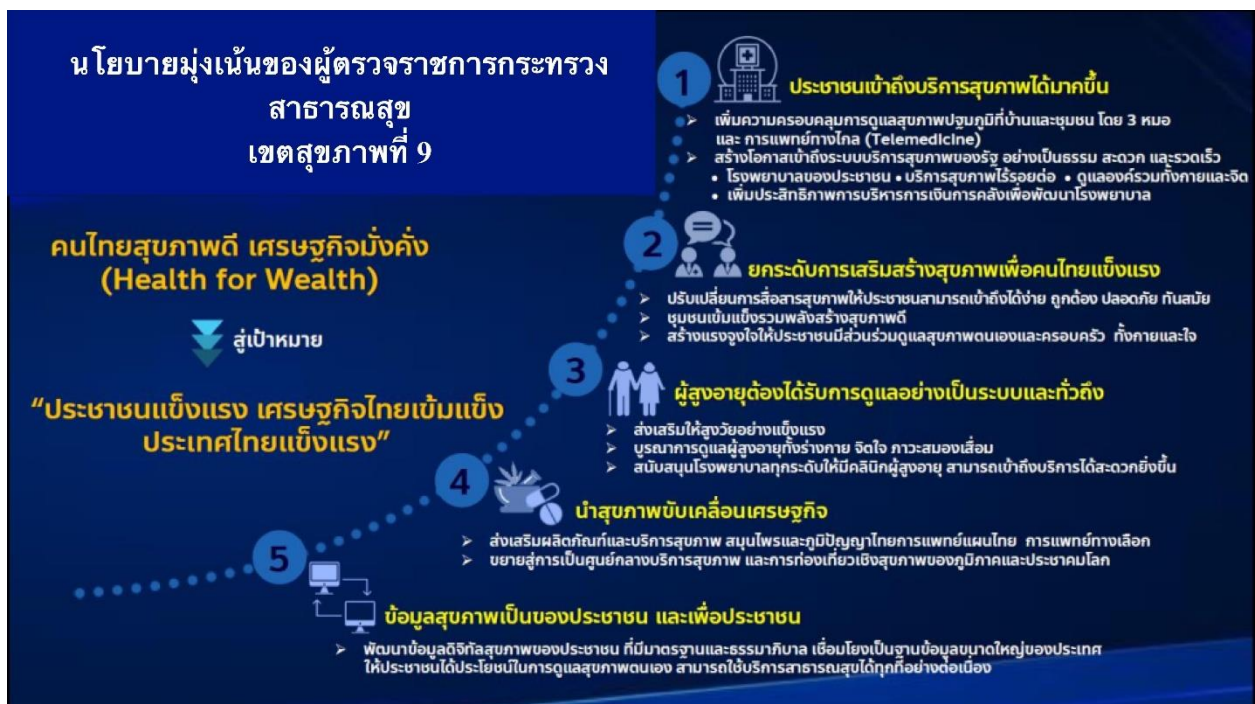 นโยบายมุ่งเน้นของผู้ตรวจราชการกระทรวง
สาธารณสุข
เขตสุขภาพที่ 9
คนไทยสุขภาพดี เศรษฐกิจมั่งคั่ง
(Health for Wealth)
สู่เป้าหมาย
“ประชาชนแข็งแรง เศรษฐกิจไทยเข้มแข็ง
ประเทศไทยแข็งแรง”
1
ประชาชนเข้าถึงบริการสุขภาพได้มากขึ้น
➢ เพิ่มความครอบคลุมการดูแลสุขภาพปฐมภูมิที่บ้านและชุมชน โดย 3 หมอ
และ การแพทย์ทางไกล (Telemedicine)
➢ สร้างโอกาสเข้าถึงระบบบริการสุขภาพของรัฐ อย่างเป็นธรรม สะดวก และรวดเร็ว
• โรงพยาบาลของประชาชน • บริการสุขภาพไร้รอยต่อ • ดูแลองค์รวมทั้งกายและจิต
• เพิ่มประสิทธิภาพการบริหารการเงินการคลังเพื่อพัฒนาโรงพยาบาล
2
ยกระดับการเสริมสร้างสุขภาพเพื่อคนไทยแข็งแรง
➢ ปรับเปลี่ยนการสื่อสารสุขภาพให้ประชาชนสามารถเข้าถึงได้ง่าย ถูกต้อง ปลอดภัย ทันสมัย
➢ ชุมชนเข้มแข็งรวมพลังสร้างสุขภาพดี
➢ สร้างแรงจูงใจให้ประชาชนมีส่วนร่วมดูแลสุขภาพตนเองและครอบครัว ทั้งกายและใจ
3
ผู้สูงอายุต้องได้รับการดูแลอย่างเป็นระบบและทั่วถึง
➢ ส่งเสริมให้สูงวัยอย่างแข็งแรง
➢ บูรณาการดูแลผู้สูงอายุทั้งร่างกาย จิตใจ ภาวะสมองเสื่อม
➢ สนับสนุนโรงพยาบาลทุกระดับให้มีคลินิกผู้สูงอายุ สามารถเข้าถึงบริการได้สะดวกยิ่งขึ้น
4
นำสุขภาพขับเคลื่อนเศรษฐกิจ
➢ ส่งเสริมผลิตภัณฑ์และบริการสุขภาพ สมุนไพรและภูมิปัญญาไทยการแพทย์แผนไทย การแพทย์ทางเลือก
➢ ขยายสู่การเป็นศูนย์กลางบริการสุขภาพ และการท่องเที่ยวเชิงสุขภาพของภูมิภาคและประชาคมโลก
5
ข้อมูลสุขภาพเป็นของประชาชน และเพื่อประชาชน
➢ พัฒนาข้อมูลดิจิทัลสุขภาพของประชาชน ที่มีมาตรฐานและธรรมาภิบาล เชื่อมโยงเป็นฐานข้อมูลขนาดใหญ่ของประเทศ
ให้ประชาชนได้ประโยชน์ในการดูแลสุขภาพตนเอง สามารถใช้บริการสาธารณสุขได้ทุกที่อย่างต่อเนื่อง